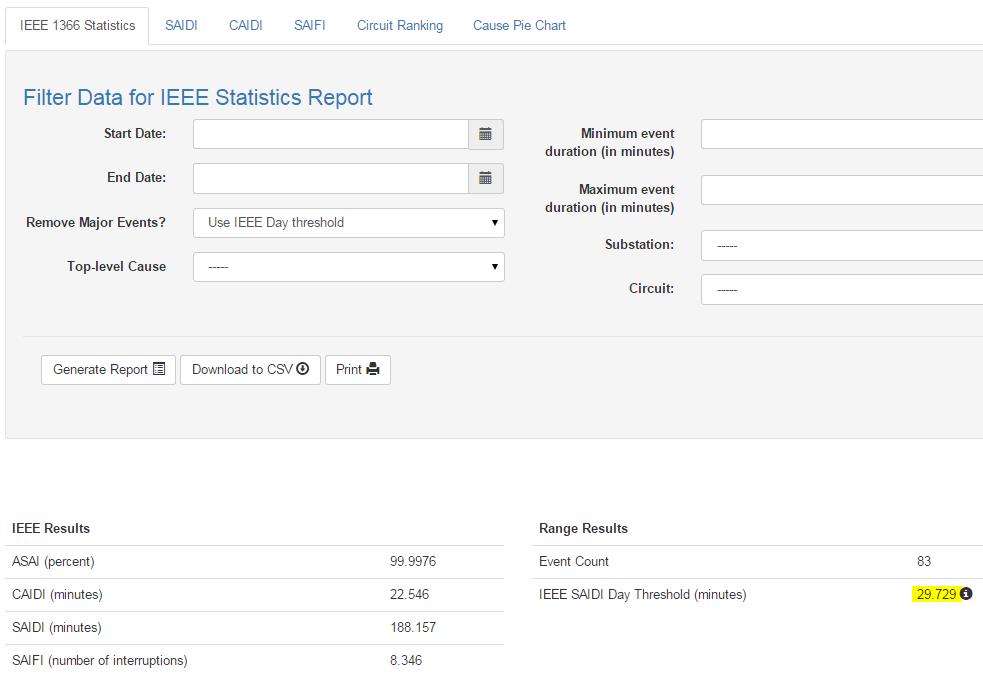 IEEE 1366 Statistics SAIDI CAIDI SAIFI Circuit Ranking Cause Pie Chart
Filter Data for IEEE Statistics Report
Start Date:
End Date:
Remove Major Events? Use IEEE Day threshold
Top-level Cause -----
Minimum event
duration (in minutes)
Maximum event
duration (in minutes)
Substation: -----
Circuit: -----
Generate Report Download to CSV Print
IEEE Results
ASAI (percent) 99.9976
CAIDI (minutes) 22.546
SAIDI (minutes) 188.157
SAIFI (number of interruptions) 8.346
Range Results
Event Count 83
IEEE SAIDI Day Threshold (minutes) 29.729